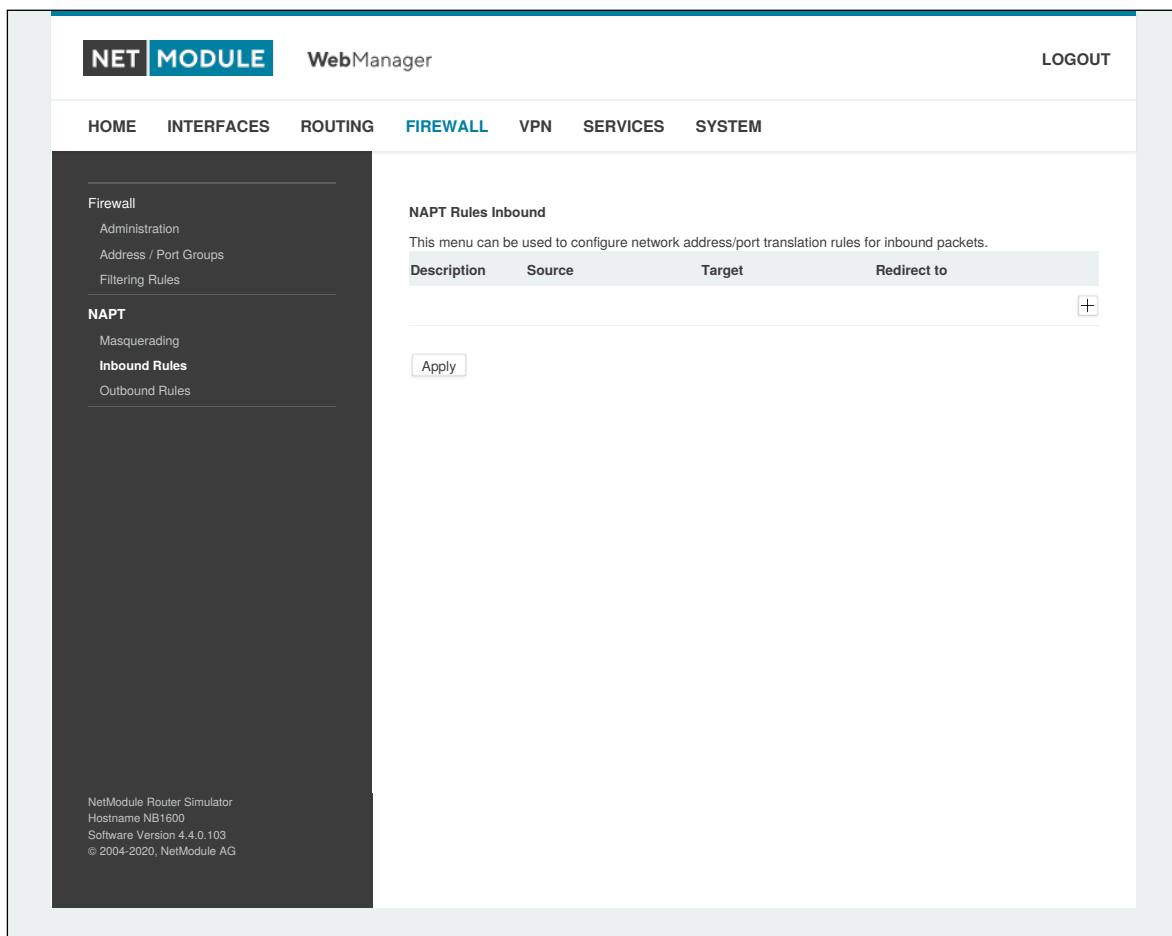 NET MODULE WebManager LOGOUT
HOME INTERFACES ROUTING FIREWALL VPN SERVICES SYSTEM
Firewall
Administration
Address / Port Groups
Filtering Rules
NAPT
Masquerading
Inbound Rules
Outbound Rules
NAPT Rules Inbound
This menu can be used to configure network address/port translation rules for inbound packets.
Description Source Target Redirect to
Apply
NetModule Router Simulator
Hostname NB1600
Software Version 4.4.0.103
© 2004-2020, NetModule AG